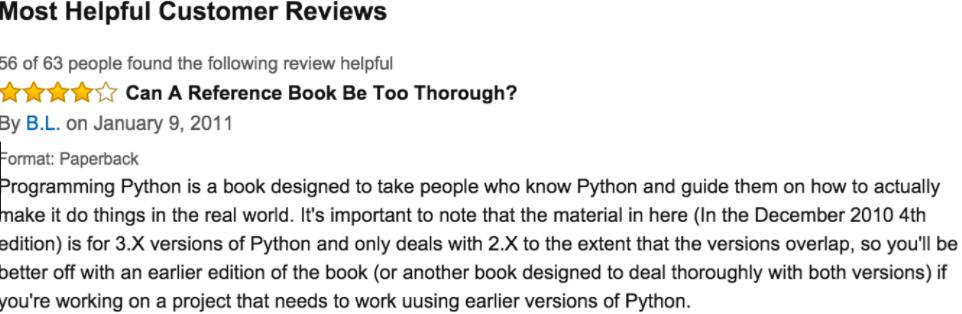 Most Helpful Customer Reviews
56 of 63 people found the following review helpful
Can A Reference Book Be Too Thorough?
By B.L. on January 9, 2011
Format: Paperback
Programming Python is a book designed to take people who know Python and guide them on how to actually
make it do things in the real world. It's important to note that the material in here (In the December 2010 4th
edition) is for 3.X versions of Python and only deals with 2.X to the extent that the versions overlap, so you'll be
better off with an earlier edition of the book (or another book designed to deal thoroughly with both versions) if
you're working on a project that needs to work uusing earlier versions of Python.